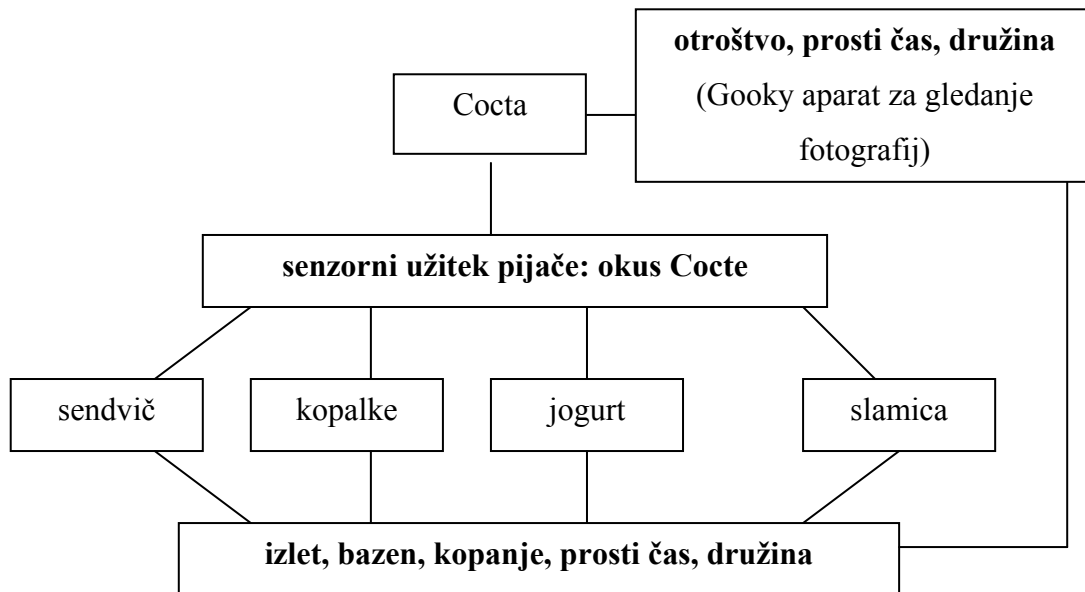 otroštvo, prosti čas, družina
(Gooky aparat za gledanje
fotografij)
Cocta
senzorni užitek pijače: okus Cocte
sendvič
kopalke
jogurt
slamica
izlet, bazen, kopanje, prosti čas, družina